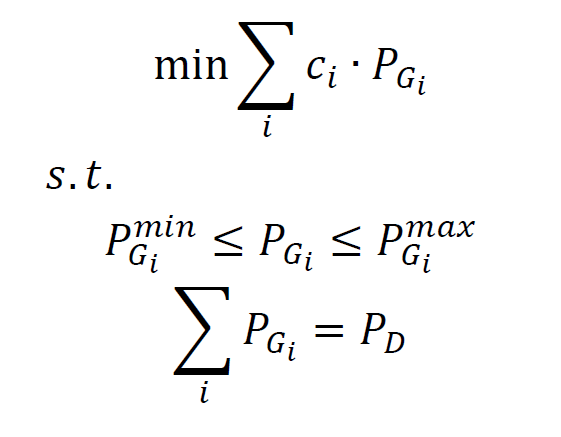 min ∑_i c_i · P_{G_i}
s.t.
P_{G_i}^{min} ≤ P_{G_i} ≤ P_{G_i}^{max}
∑_i P_{G_i} = P_D